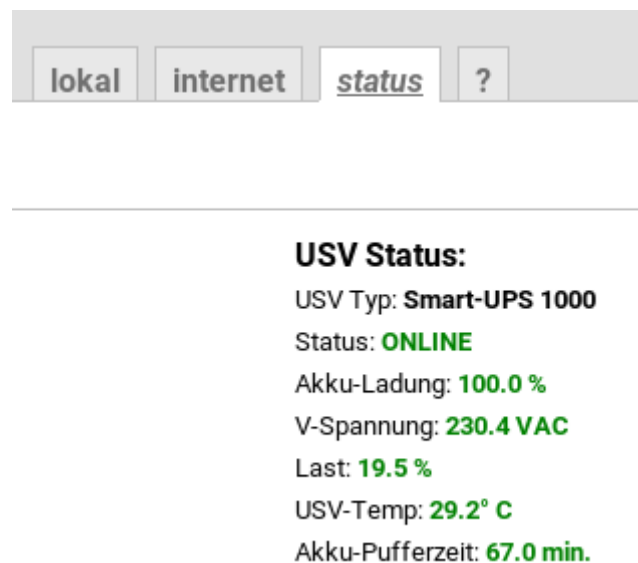 lokal internet status ?
USV Status:
USV Typ: Smart-UPS 1000
Status: ONLINE
Akku-Ladung: 100.0 %
V-Spannung: 230.4 VAC
Last: 19.5 %
USV-Temp: 29.2° C
Akku-Pufferzeit: 67.0 min.